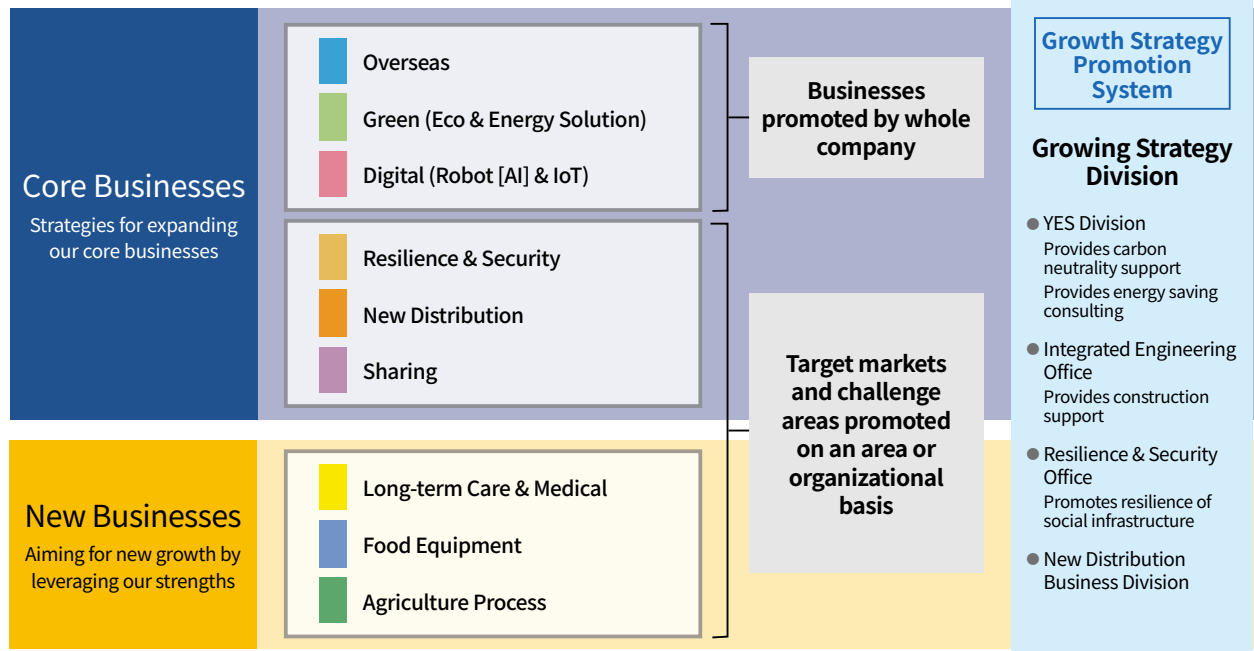 Core Businesses
Strategies for expanding
our core businesses
Overseas
Green (Eco & Energy Solution)
Digital (Robot [AI] & IoT)
Resilience & Security
New Distribution
Sharing
Businesses
promoted by whole
company
New Businesses
Aiming for new growth by
leveraging our strengths
Long-term Care & Medical
Food Equipment
Agriculture Process
Target markets
and challenge
areas promoted
on an area or
organizational
basis
Growth Strategy
Promotion
System
Growing Strategy
Division
● YES Division
Provides carbon
neutrality support
Provides energy saving
consulting
● Integrated Engineering
Office
Provides construction
support
● Resilience & Security
Office
Promotes resilience of
social infrastructure
● New Distribution
Business Division